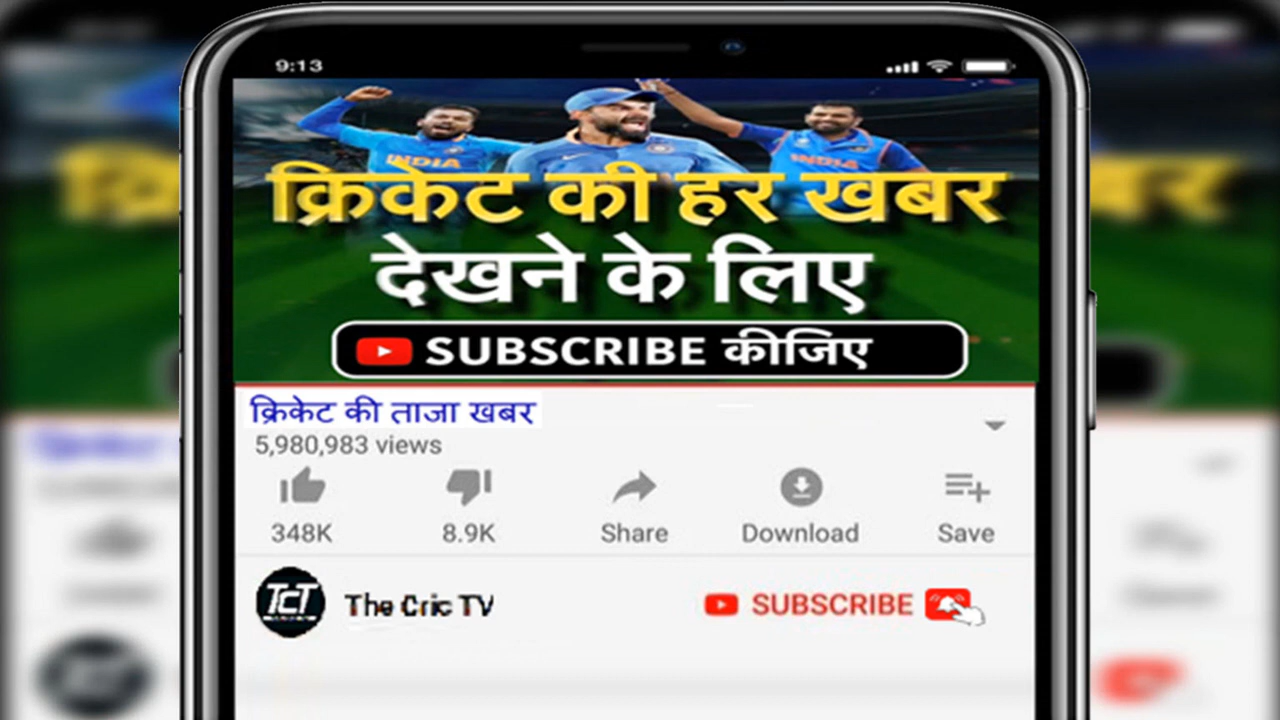 9:13
INDIA
INDIA
क्रिकेट की हर खबर
देखने के लिए
SUBSCRIBE कीजिए
क्रिकेट की ताजा खबर
5,980,983 views
348K
8.9K
Share
Download
Save
TCT
The Cric TV
SUBSCRIBE